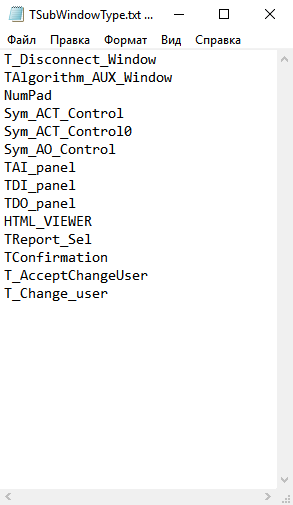 TSubWindowType.txt ...
Файл Правка Формат Вид Справка
T_Disconnect_Window
TAlgorithm_AUX_Window
NumPad
Sym_ACT_Control
Sym_ACT_Control0
Sym_AO_Control
TAI_panel
TDI_panel
TDO_panel
HTML_VIEWER
TReport_Sel
TConfirmation
T_AcceptChangeUser
T_Change_user